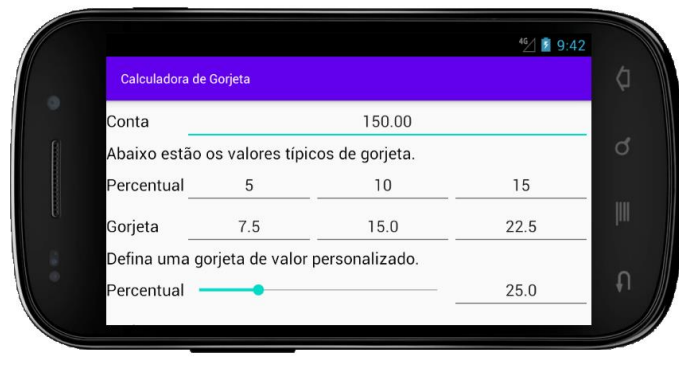 4G 9:42
Calculadora de Gorjeta
Conta 150.00
Abaixo estão os valores típicos de gorjeta.
Percentual 5 10 15
Gorjeta 7.5 15.0 22.5
Defina uma gorjeta de valor personalizado.
Percentual 25.0